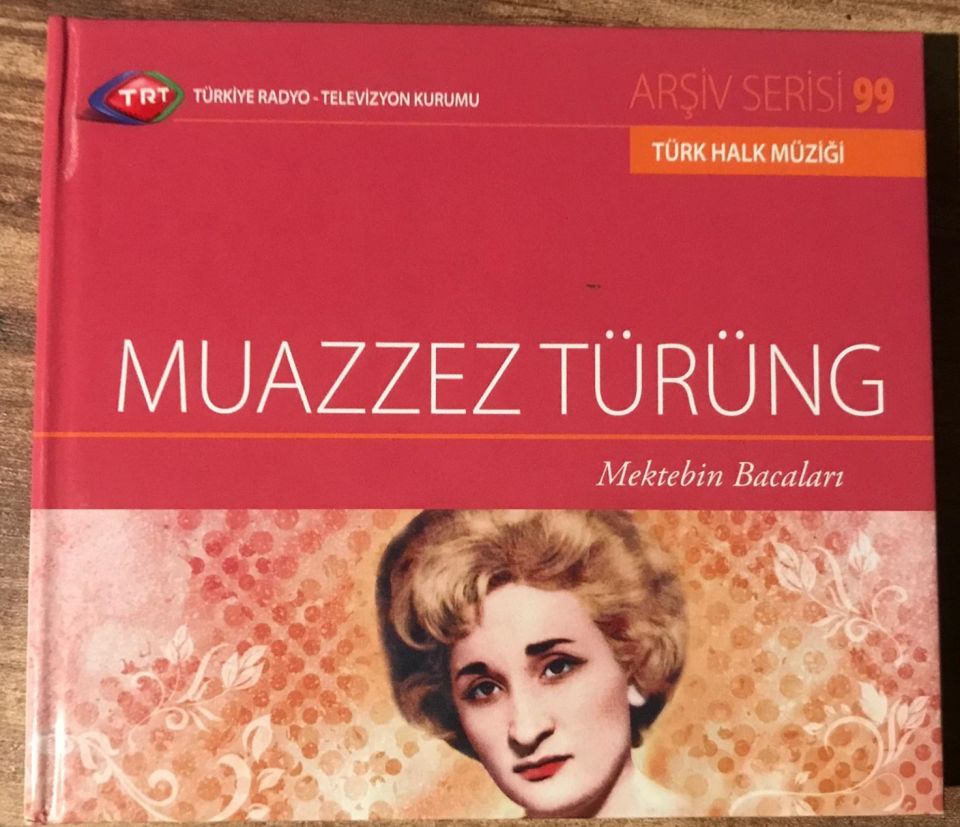 TRT TÜRKİYE RADYO - TELEVİZYON KURUMU
ARŞİV SERİSİ 99
TÜRK HALK MÜZİĞİ
MUAZZEZ TÜRÜNG
Mektebin Bacaları